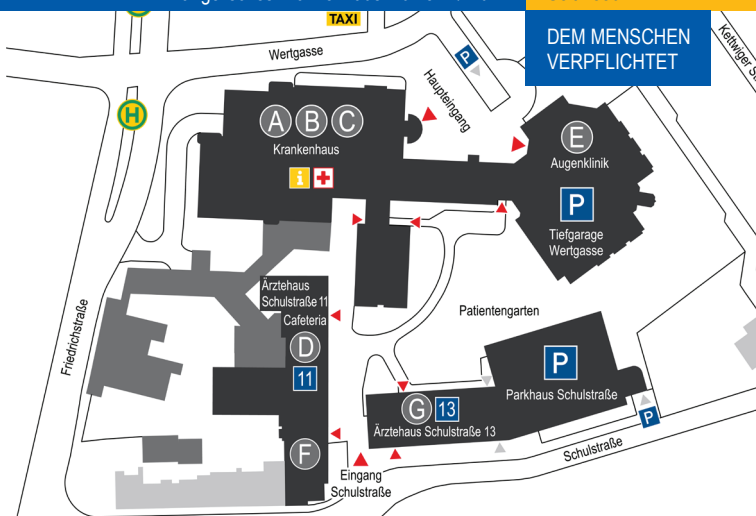 TAXI
DEM MENSCHEN
VERPFLICHTET
Wertgasse
P
Kettwiger
H
Haupteingang
A B C
Krankenhaus
i
E
Augenklinik
P
Tiefgarage
Wertgasse
Friedrichstraße
Ärztehaus
Schulstraße 11
Cafeteria
D
11
Patientengarten
P
Parkhaus Schulstraße
G 13
Ärztehaus Schulstraße 13
P
F
Eingang
Schulstraße
Schulstraße